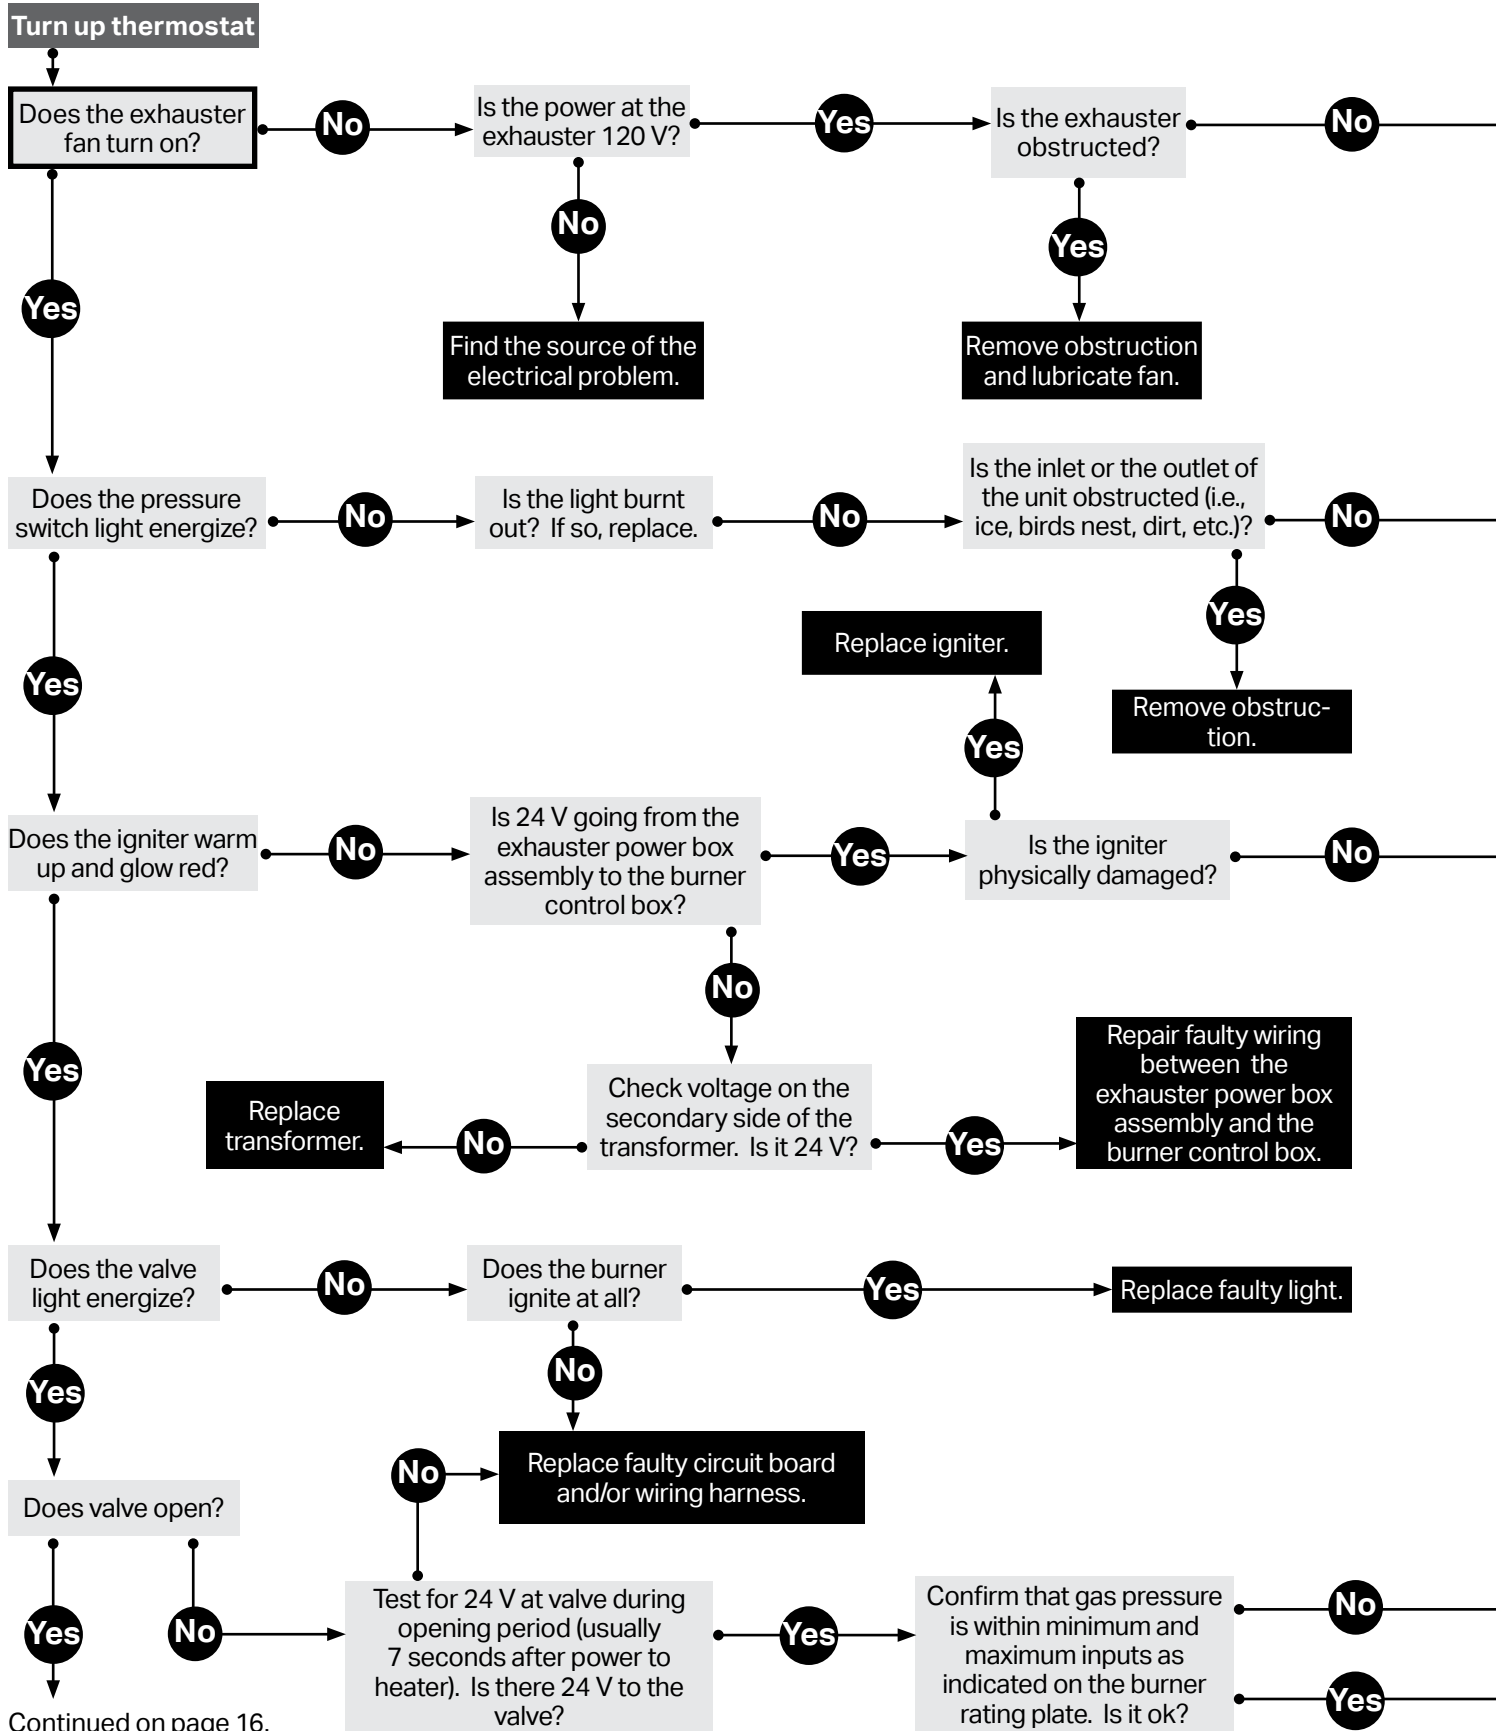 Turn up thermostat
Does the exhauster
fan turn on?
No
Is the power at the
exhauster 120 V?
Yes
Is the exhauster
obstructed?
No
No
Yes
Yes
Find the source of the
electrical problem.
Remove obstruction
and lubricate fan.
Does the pressure
switch light energize?
No
Is the light burnt
out?  If so, replace.
No
Is the inlet or the outlet of
the unit obstructed (i.e.,
ice, birds nest, dirt, etc.)?
No
Yes
Replace igniter.
Yes
Remove obstruc-
tion.
Yes
Does the igniter warm
up and glow red?
No
Is 24 V going from the
exhauster power box
assembly to the burner
control box?
Yes
Is the igniter
physically damaged?
No
No
Yes
Replace
transformer.
No
Check voltage on the
secondary side of the
transformer.  Is it 24 V?
Yes
Repair faulty wiring
between  the
exhauster power box
assembly and the
burner control box.
Does the valve
light energize?
No
Does the burner
ignite at all?
Yes
Replace faulty light.
Yes
No
No
Replace faulty circuit board
and/or wiring harness.
Does valve open?
Yes
No
Test for 24 V at valve during
opening period (usually
7 seconds after power to
heater).  Is there 24 V to the
valve?
Yes
Confirm that gas pressure
is within minimum and
maximum inputs as
indicated on the burner
rating plate.  Is it ok?
No
Yes
Continued on page 16.